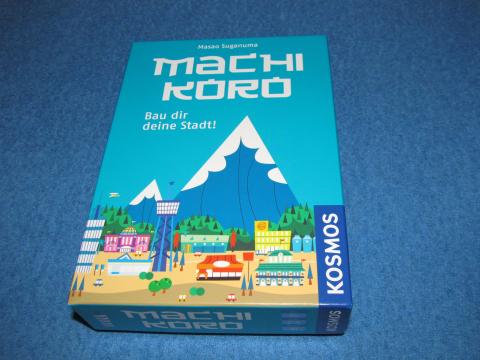 Masao Suganuma
MACHI
KORO
Bau dir
deine Stadt!
KOSMOS
MACHI
KORO
KOSMOS